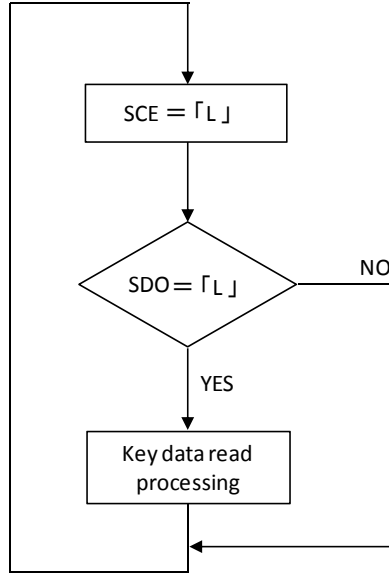 SCE＝「L」
SDO＝「L」
NO
YES
Key data read
processing